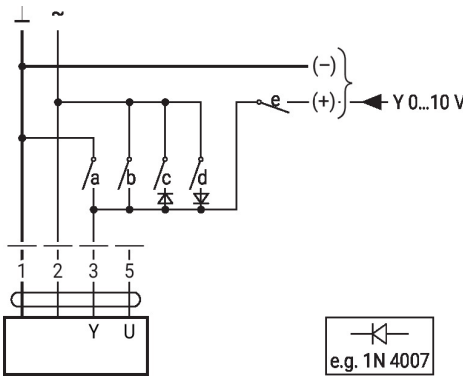 ⊥ ~
(–)
e (+) Y 0...10 V
a b c d
1 2 3 5
Y U
e.g. 1N 4007